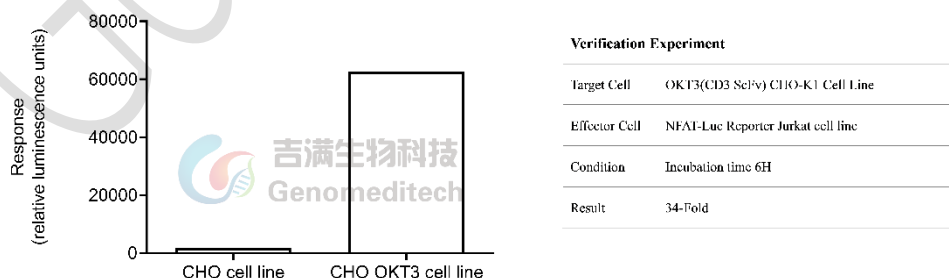 80000
60000
40000
20000
0
Response
(relative luminescence units)
CHO cell line
CHO OKT3 cell line
吉满生物科技
Genomeditech
Verification Experiment
Target Cell OKT3(CD3 ScFv) CHO-K1 Cell Line
Effector Cell NFAT-Luc Reporter Jurkat cell line
Condition Incubation time 6H
Result 34-Fold